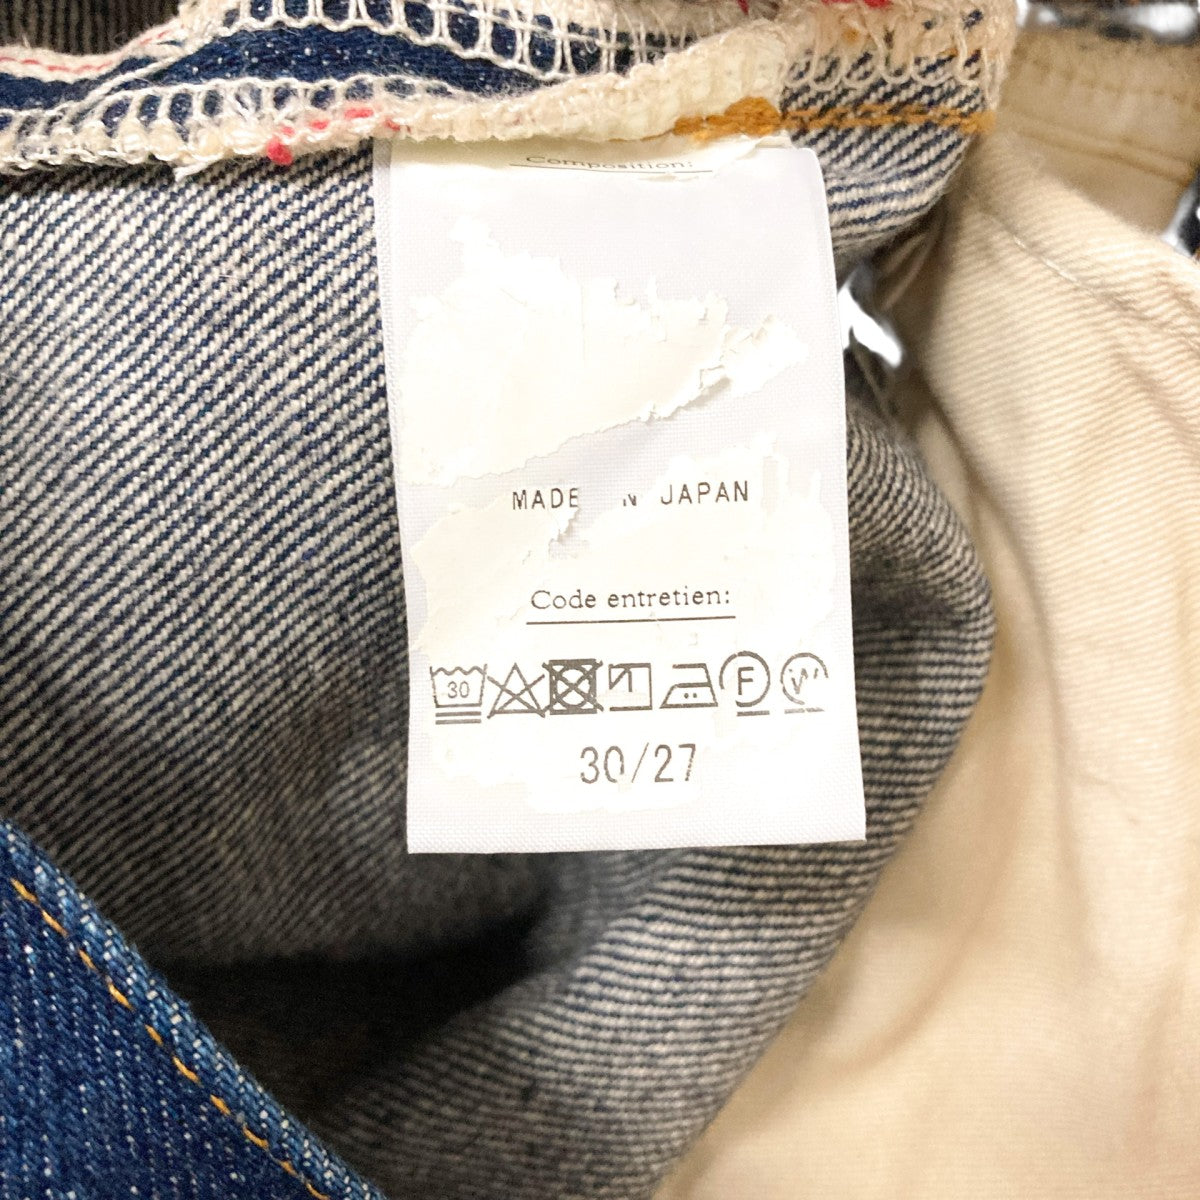 Composition:
MADE IN JAPAN
Code entretien:
30 F W
30/27